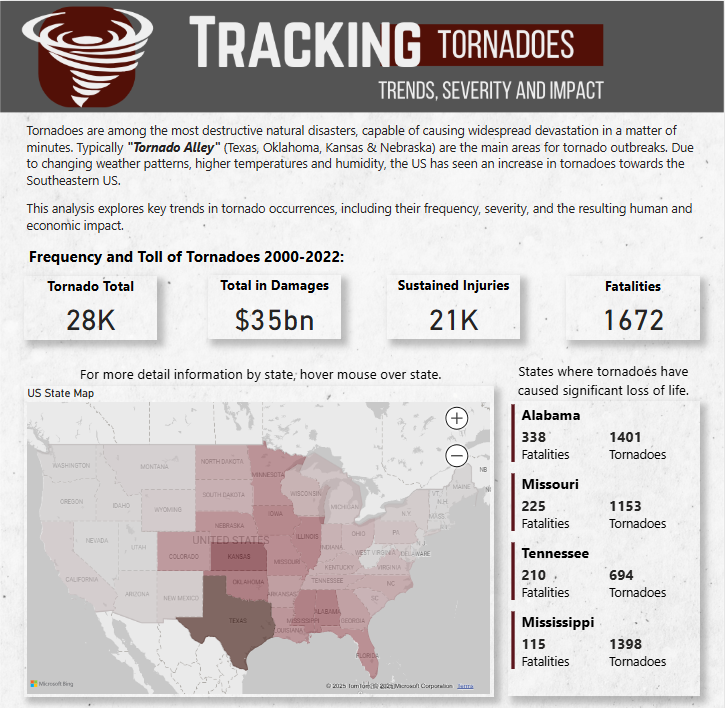 TRACKING TORNADOES
TRENDS, SEVERITY AND IMPACT
Tornadoes are among the most destructive natural disasters, capable of causing widespread devastation in a matter of
minutes. Typically "Tornado Alley" (Texas, Oklahoma, Kansas & Nebraska) are the main areas for tornado outbreaks. Due
to changing weather patterns, higher temperatures and humidity, the US has seen an increase in tornadoes towards the
Southeastern US.
This analysis explores key trends in tornado occurrences, including their frequency, severity, and the resulting human and
economic impact.
Frequency and Toll of Tornadoes 2000-2022:
Tornado Total
28K
Total in Damages
$35bn
Sustained Injuries
21K
Fatalities
1672
For more detail information by state, hover mouse over state.
US State Map
NB
WASHINGTON
MONTANA
NORTH DAKOTA
MINNESOTA
MAINE
OREGON
IDAHO
WYOMING
SOUTH DAKOTA
WISCONSIN
MICHIGAN
VT
N.H.
MASS
N.Y.
NEVADA
UTAH
COLORADO
NEBRASKA
IOWA
ILLINOIS
INDIANA
OHIO
PA
UNITED STATES
KANSAS
MISSOURI
WEST VIRGINIA
DELAWARE
KENTUCKY
VIRGINIA
CALIFORNIA
ARIZONA
NEW MEXICO
OKLAHOMA
ARKANSAS
TENNESSEE
NC
SC
TEXAS
LOUISIANA
MISSISSIPPI
ALABAMA
GEORGIA
FLORIDA
Microsoft Bing
© 2025 TomTom, © 2025 Microsoft Corporation Terms
States where tornadoes have
caused significant loss of life.
Alabama
338 1401
Fatalities Tornadoes
Missouri
225 1153
Fatalities Tornadoes
Tennessee
210 694
Fatalities Tornadoes
Mississippi
115 1398
Fatalities Tornadoes